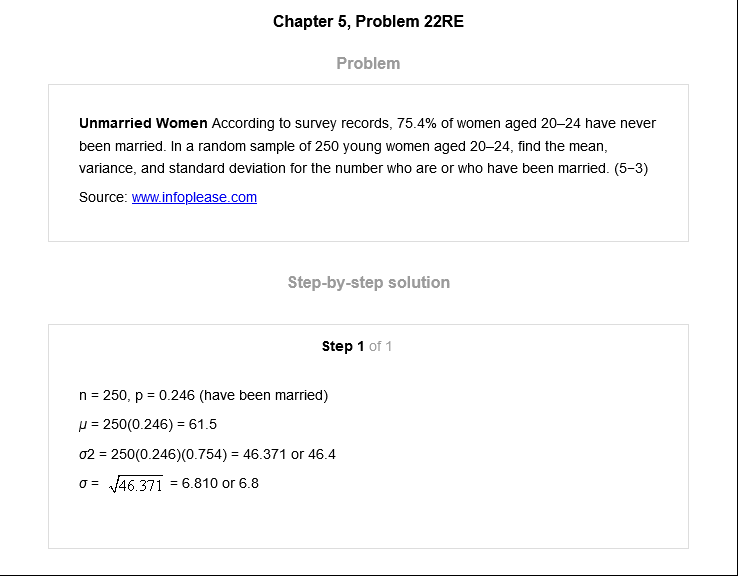 Chapter 5, Problem 22RE
Problem
Unmarried Women According to survey records, 75.4% of women aged 20–24 have never
been married. In a random sample of 250 young women aged 20–24, find the mean,
variance, and standard deviation for the number who are or who have been married. (5–3)
Source: www.infoplease.com
Step-by-step solution
Step 1 of 1
n = 250, p = 0.246 (have been married)
μ = 250(0.246) = 61.5
σ2 = 250(0.246)(0.754) = 46.371 or 46.4
σ = √46.371 = 6.810 or 6.8